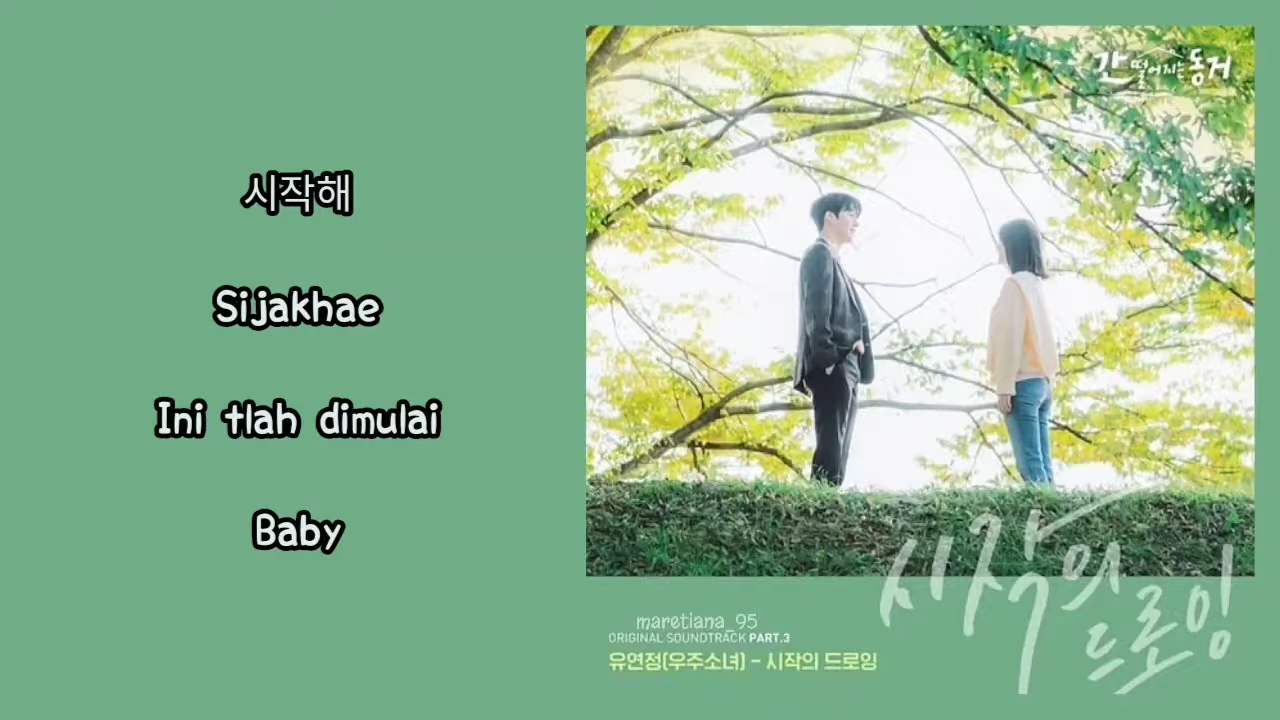 시작해
Sijakhae
Ini tlah dimulai
Baby
간 떨어지는 동거
시작의
드로잉
maretiana_95
ORIGINAL SOUNDTRACK PART.3
유연정(우주소녀) - 시작의 드로잉